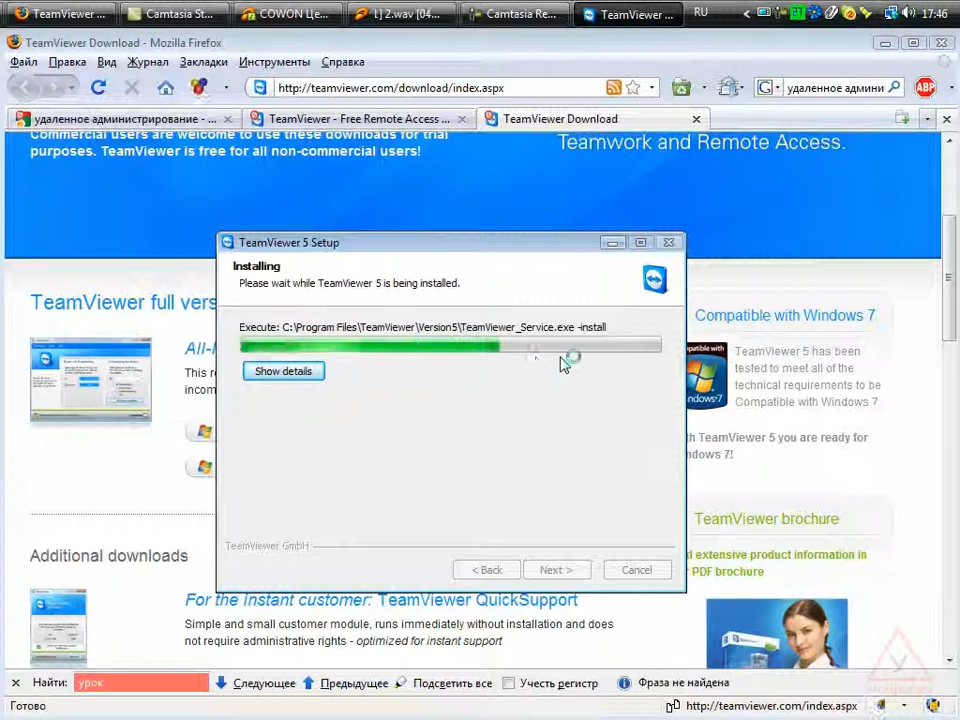 TeamViewer ...
Camtasia St...
COWON Це...
1] 2.wav [04...
Camtasia Re...
TeamViewer ...
RU
17:46
TeamViewer Download - Mozilla Firefox
Файл Правка Вид Журнал Закладки Инструменты Справка
http://teamviewer.com/download/index.aspx
удаленное админи
ABP
удаленное администрирование - ...
TeamViewer - Free Remote Access ...
TeamViewer Download
Commercial users are welcome to use these downloads for trial
purposes. TeamViewer is free for all non-commercial users!
Teamwork and Remote Access.
TeamViewer 5 Setup
Installing
Please wait while TeamViewer 5 is being installed.
Execute: C:\Program Files\TeamViewer\Version5\TeamViewer_Service.exe -install
Show details
TeamViewer GmbH
< Back
Next >
Cancel
TeamViewer full vers
All-I
This r
incom
Compatible with Windows 7
TeamViewer 5 has been
tested to meet all of the
technical requirements to be
Compatible with Windows 7
h TeamViewer 5 you are ready for
ndows 7!
TeamViewer brochure
d extensive product information in
PDF brochure
Additional downloads
For the Instant customer: TeamViewer QuickSupport
Simple and small customer module, runs immediately without installation and does
not require administrative rights - optimized for instant support
Найти:
урок
Следующее
Предыдущее
Подсветить все
Учесть регистр
Фраза не найдена
Готово
http://teamviewer.com/index.aspx